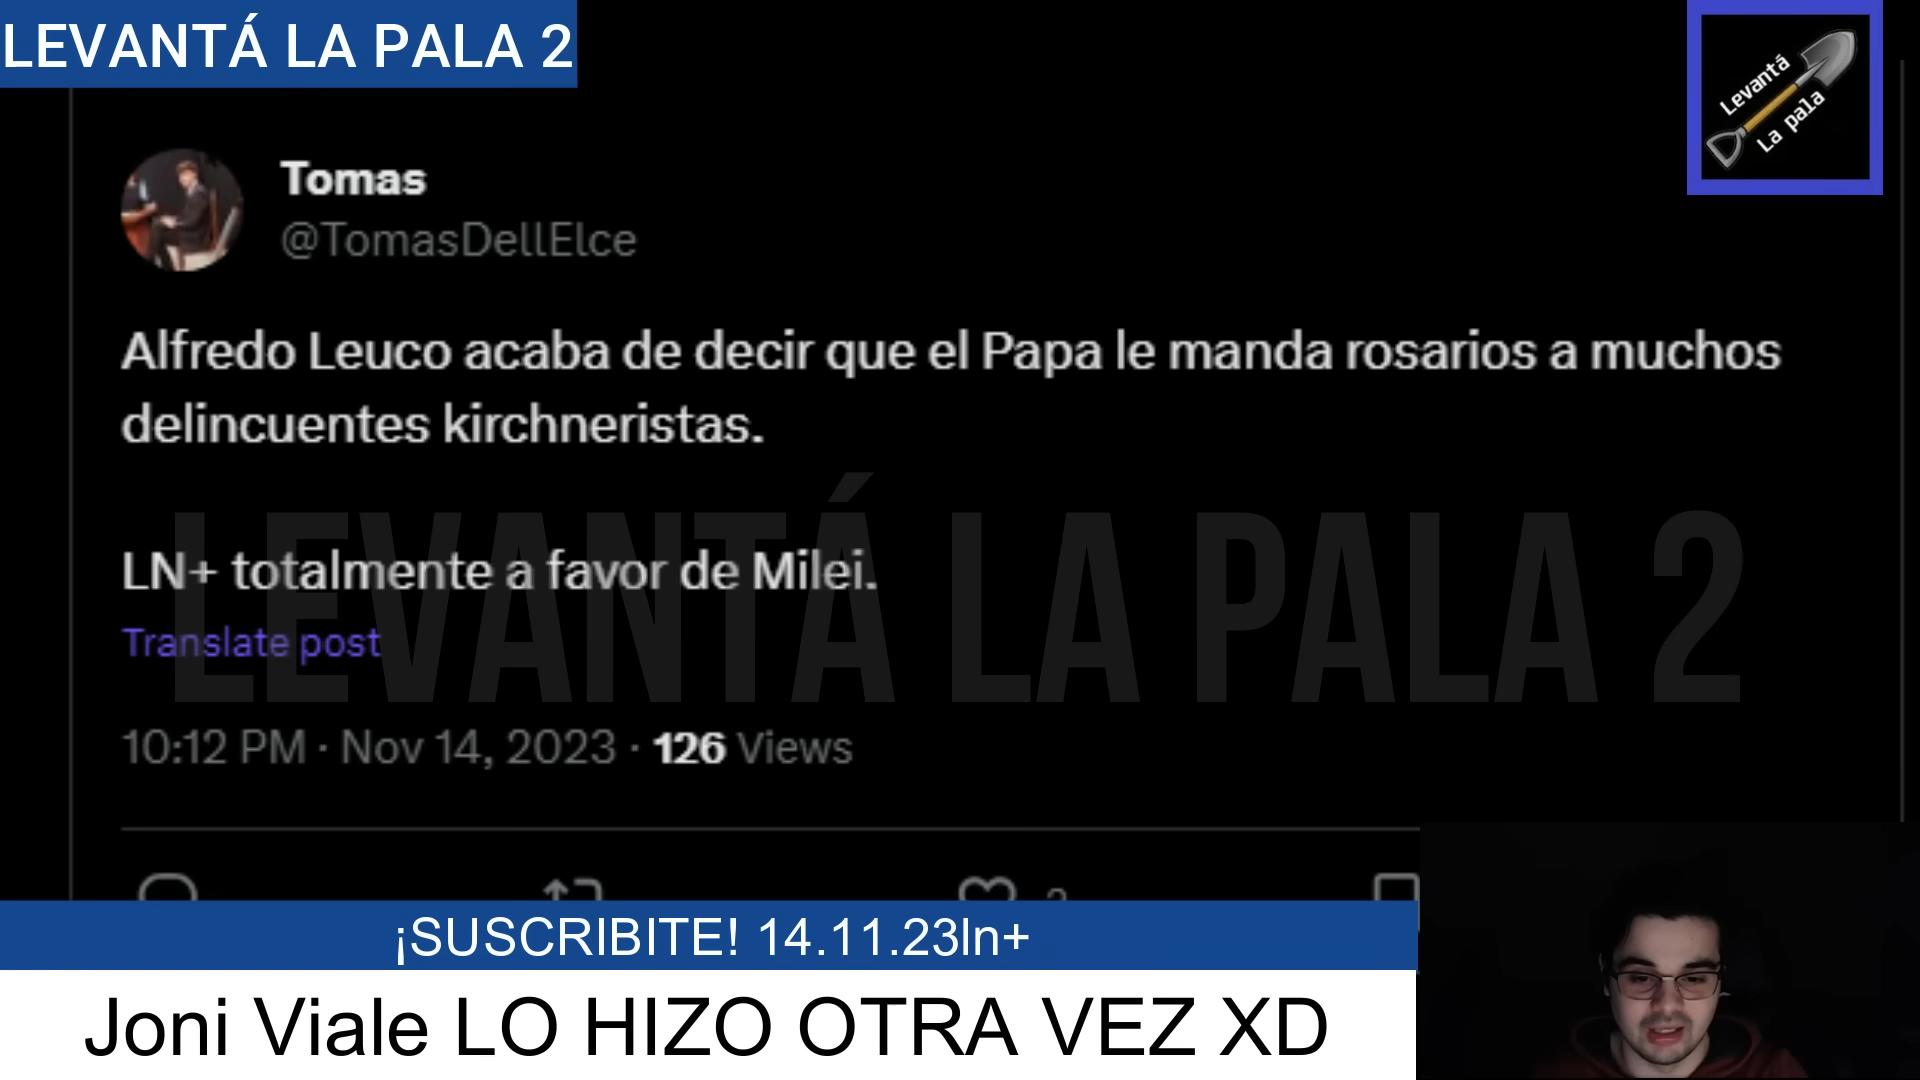 LEVANTÁ LA PALA 2
Levantá
La pala
Tomas
@TomasDellElce
Alfredo Leuco acaba de decir que el Papa le manda rosarios a muchos
delincuentes kirchneristas.
LN+ totalmente a favor de Milei.
LEVANTÁ LA PALA 2
Translate post
10:12 PM · Nov 14, 2023 · 126 Views
¡SUSCRIBITE! 14.11.23ln+
Joni Viale LO HIZO OTRA VEZ XD